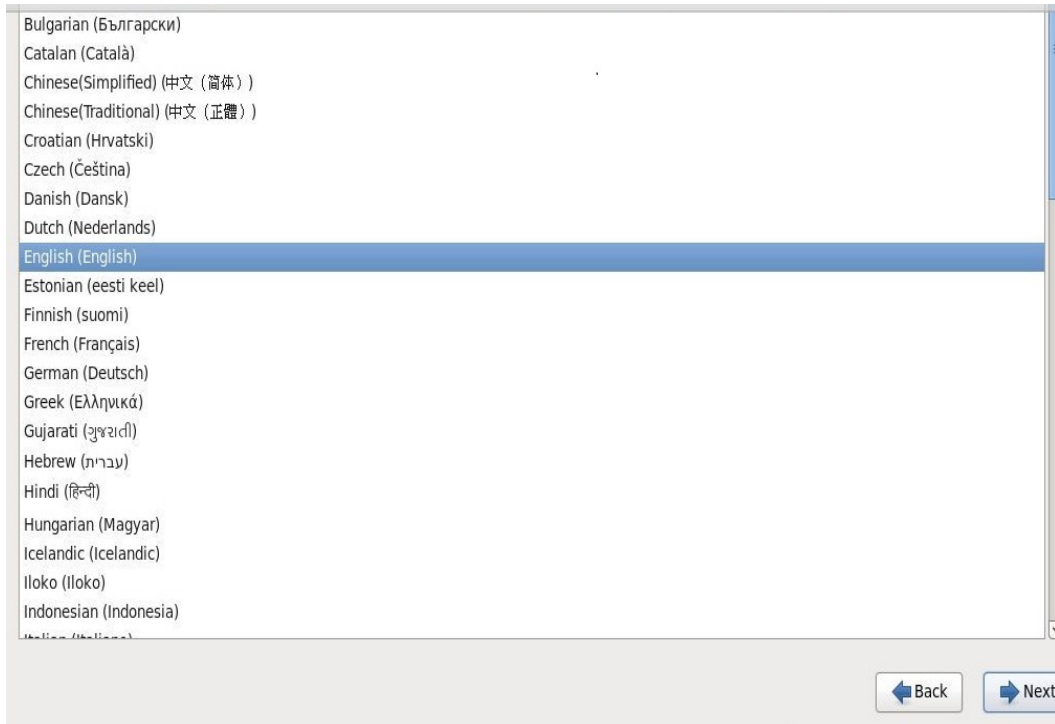 Bulgarian (Български)
Catalan (Català)
Chinese(Simplified) (中文（简体）)
Chinese(Traditional) (中文（正體）)
Croatian (Hrvatski)
Czech (Čeština)
Danish (Dansk)
Dutch (Nederlands)
English (English)
Estonian (eesti keel)
Finnish (suomi)
French (Français)
German (Deutsch)
Greek (Ελληνικά)
Gujarati (ગુજરાતી)
Hebrew (עברית)
Hindi (हिन्दी)
Hungarian (Magyar)
Icelandic (Icelandic)
Iloko (Iloko)
Indonesian (Indonesia)
Italian (Italiano)
Back
Next